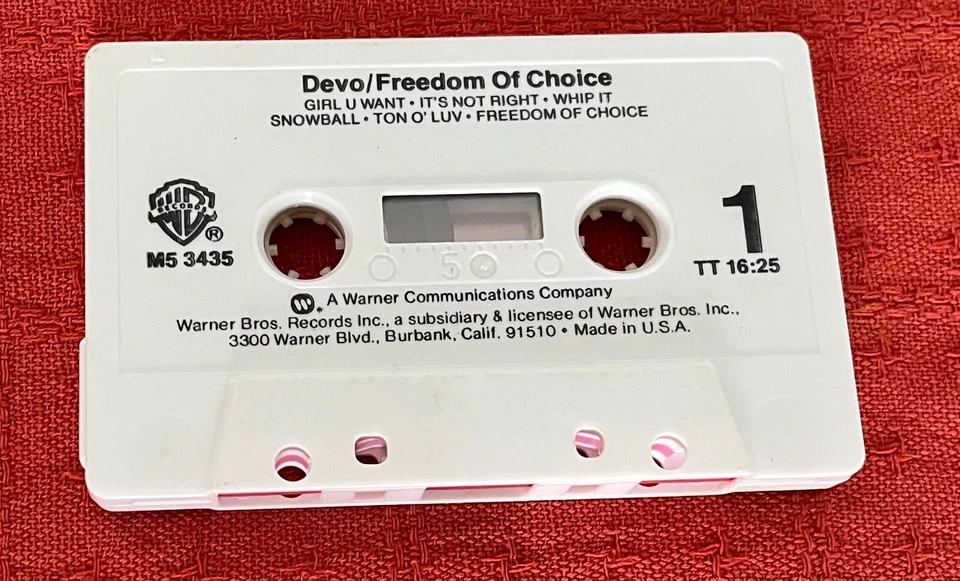 Devo/Freedom Of Choice
GIRL U WANT • IT'S NOT RIGHT • WHIP IT
SNOWBALL • TON O' LUV • FREEDOM OF CHOICE
WB
RECORDS
®
M5 3435
1
TT 16:25
5
A Warner Communications Company
Warner Bros. Records Inc., a subsidiary & licensee of Warner Bros. Inc.,
3300 Warner Blvd., Burbank, Calif. 91510 • Made in U.S.A.